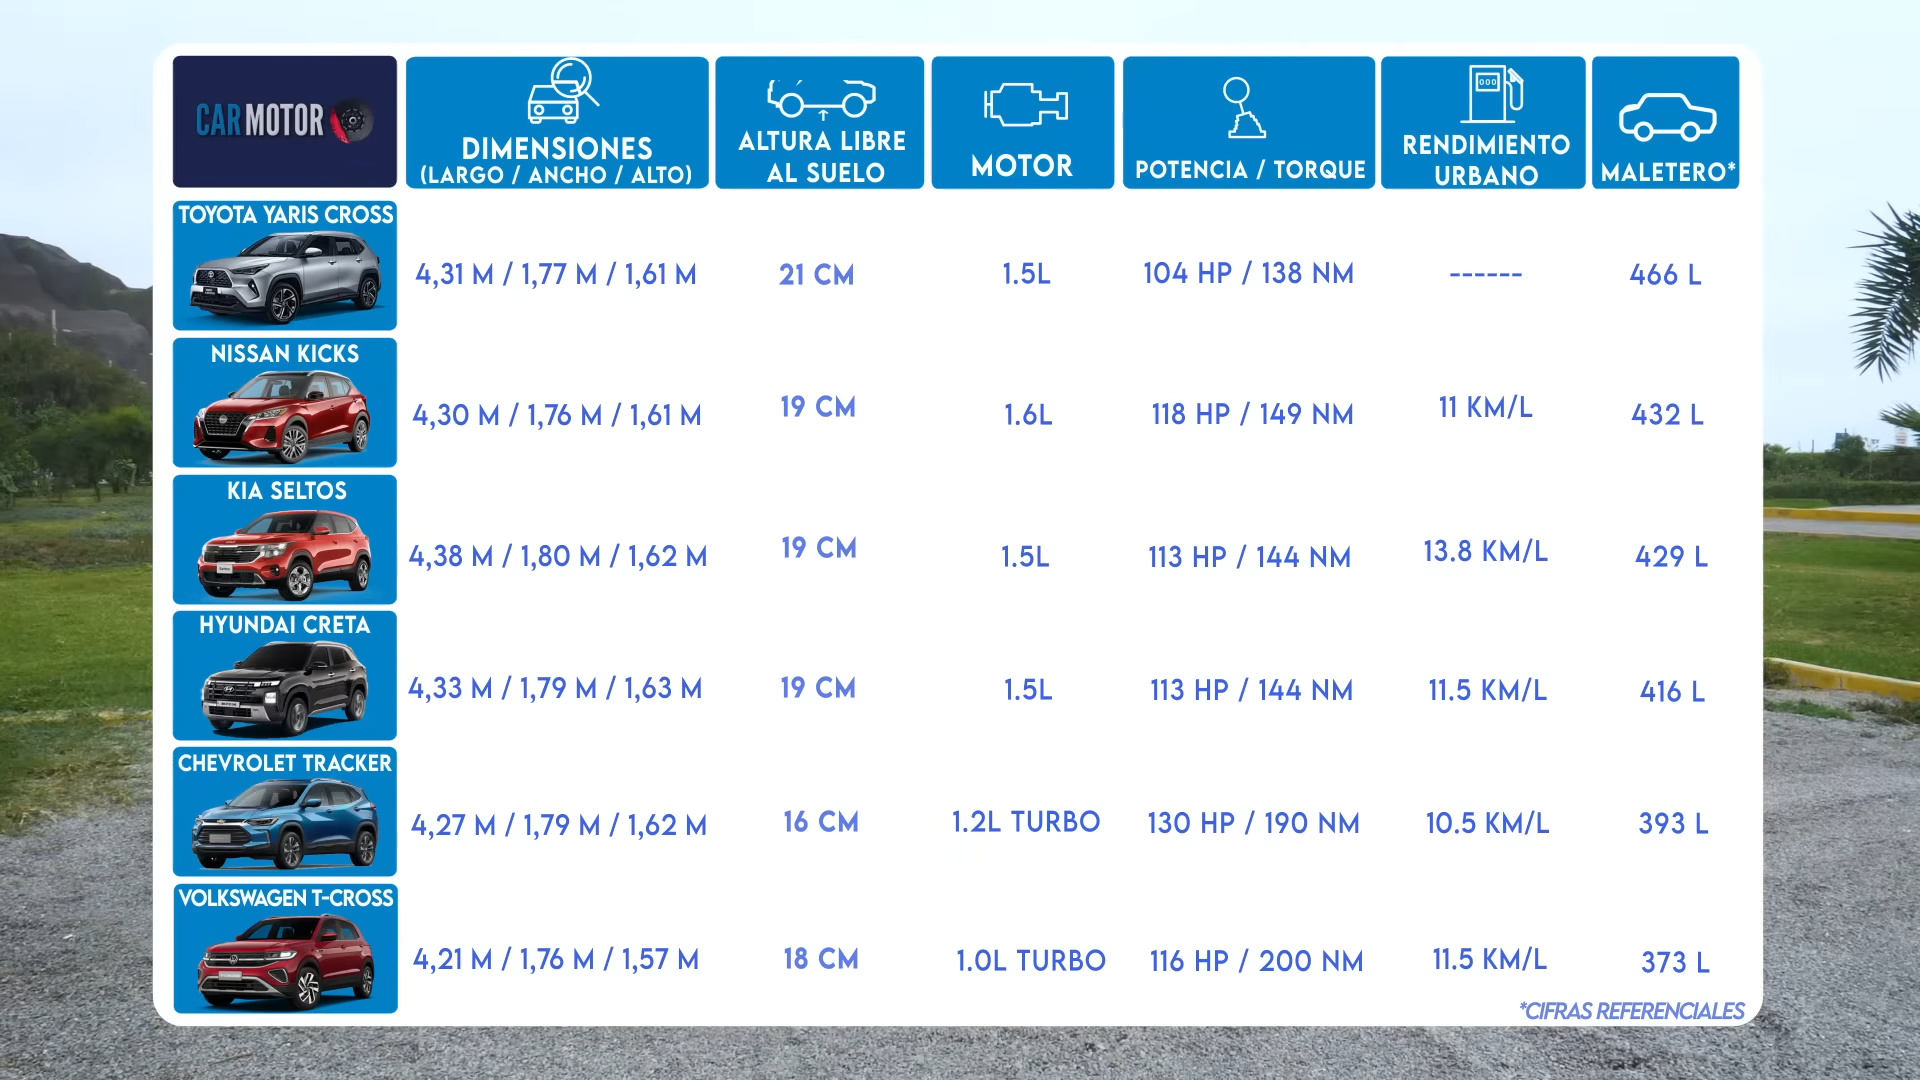 CARMOTOR
DIMENSIONES
(LARGO / ANCHO / ALTO)
ALTURA LIBRE
AL SUELO
MOTOR
POTENCIA / TORQUE
RENDIMIENTO
URBANO
MALETERO*
TOYOTA YARIS CROSS
4,31 M / 1,77 M / 1,61 M
21 CM
1.5L
104 HP / 138 NM
------
466 L
NISSAN KICKS
4,30 M / 1,76 M / 1,61 M
19 CM
1.6L
118 HP / 149 NM
11 KM/L
432 L
KIA SELTOS
4,38 M / 1,80 M / 1,62 M
19 CM
1.5L
113 HP / 144 NM
13.8 KM/L
429 L
HYUNDAI CRETA
4,33 M / 1,79 M / 1,63 M
19 CM
1.5L
113 HP / 144 NM
11.5 KM/L
416 L
CHEVROLET TRACKER
4,27 M / 1,79 M / 1,62 M
16 CM
1.2L TURBO
130 HP / 190 NM
10.5 KM/L
393 L
VOLKSWAGEN T-CROSS
4,21 M / 1,76 M / 1,57 M
18 CM
1.0L TURBO
116 HP / 200 NM
11.5 KM/L
373 L
*CIFRAS REFERENCIALES